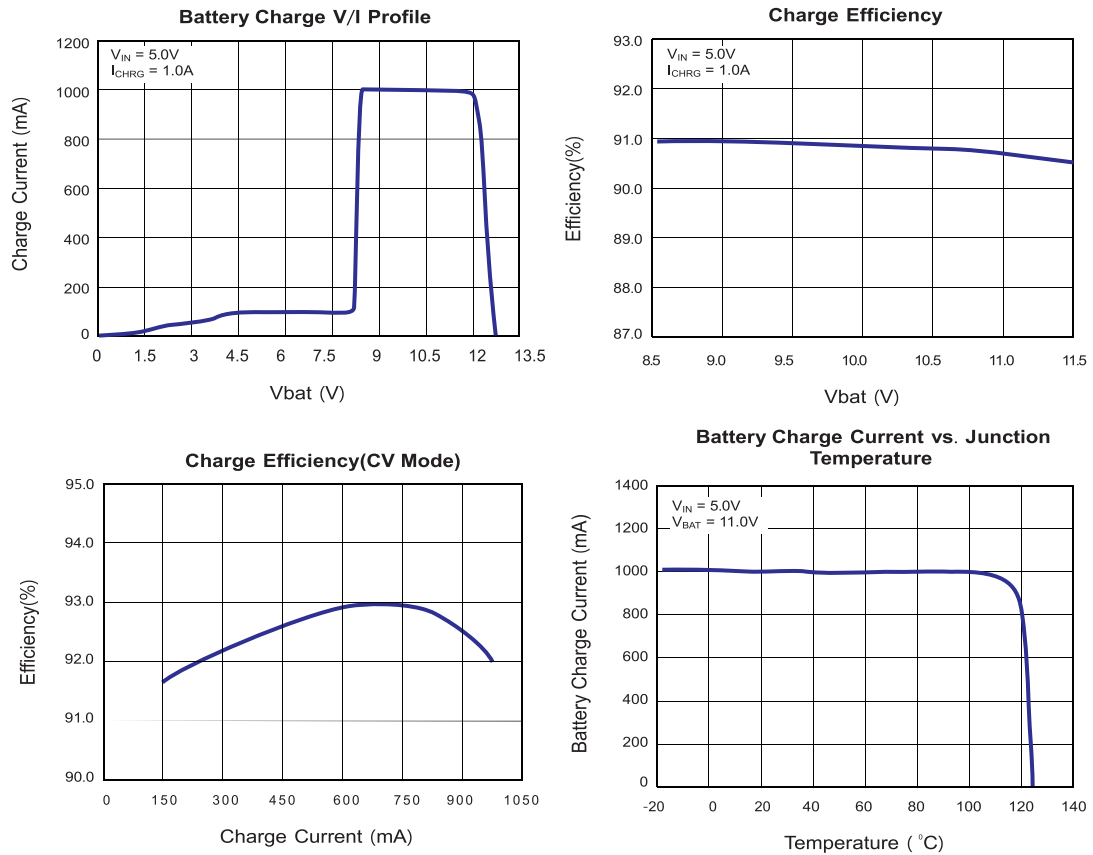 Battery Charge V/I Profile
1200
1000
800
600
400
200
0
Charge Current (mA)
VIN = 5.0V
ICHRG = 1.0A
0 1.5 3 4.5 6 7.5 9 10.5 12 13.5
Vbat (V)
Charge Efficiency
93.0
92.0
91.0
90.0
89.0
88.0
87.0
Efficiency(%)
VIN = 5.0V
ICHRG = 1.0A
8.5 9.0 9.5 10.0 10.5 11.0 11.5
Vbat (V)
Charge Efficiency(CV Mode)
95.0
94.0
93.0
92.0
91.0
90.0
Efficiency(%)
0 150 300 450 600 750 900 1050
Charge Current (mA)
Battery Charge Current vs. Junction
Temperature
1400
1200
1000
800
600
400
200
0
Battery Charge Current (mA)
VIN = 5.0V
VBAT = 11.0V
-20 0 20 40 60 80 100 120 140
Temperature ( °C)